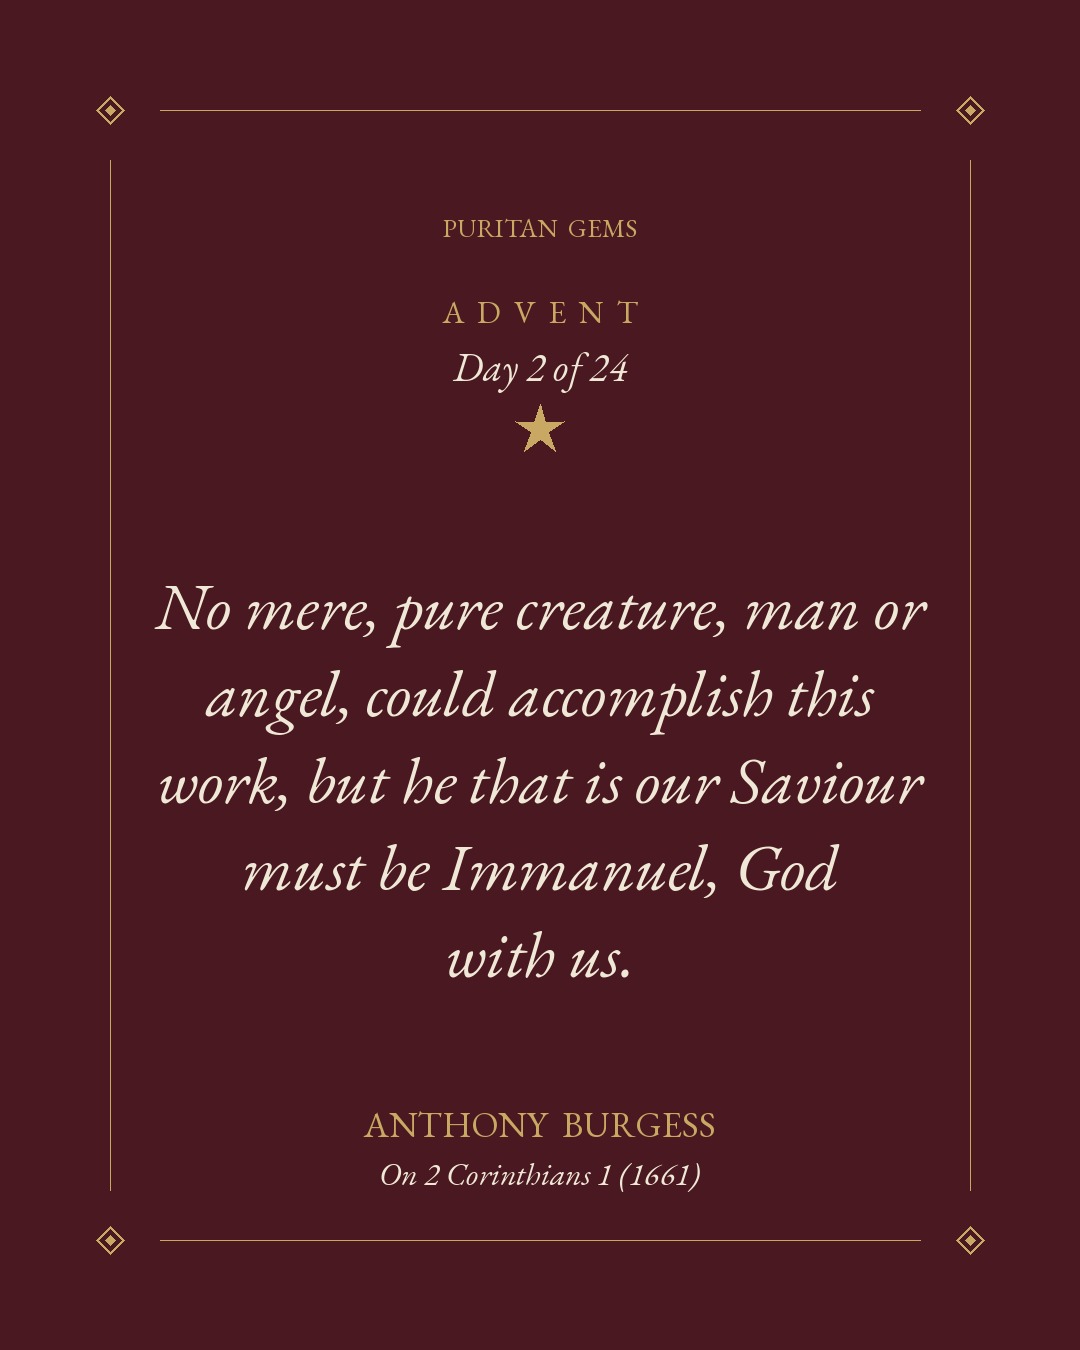 PURITAN GEMS
ADVENT
Day 2 of 24
No mere, pure creature, man or
angel, could accomplish this
work, but he that is our Saviour
must be Immanuel, God
with us.
ANTHONY BURGESS
On 2 Corinthians 1 (1661)